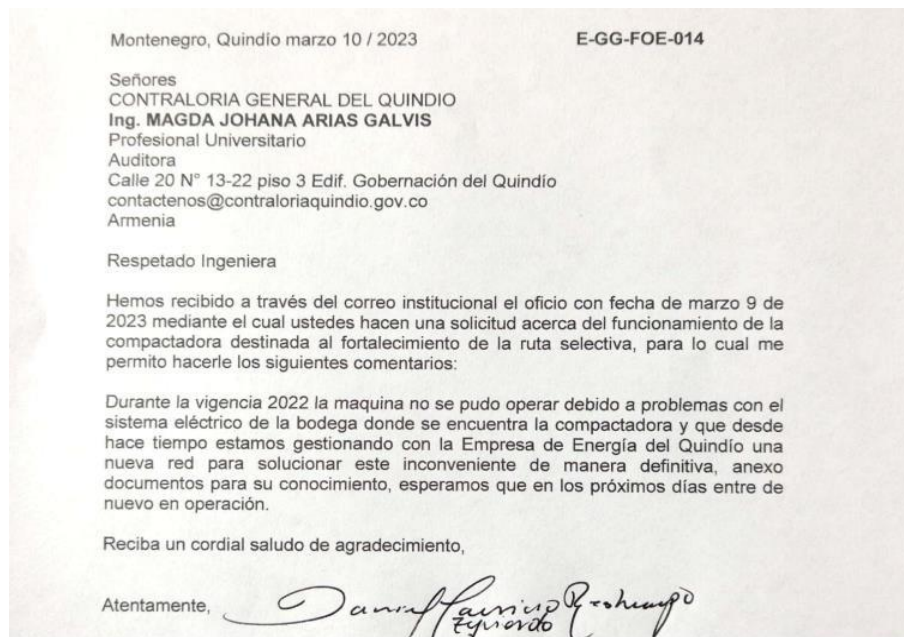 Montenegro, Quindío marzo 10 / 2023 E-GG-FOE-014
Señores
CONTRALORIA GENERAL DEL QUINDIO
Ing. MAGDA JOHANA ARIAS GALVIS
Profesional Universitario
Auditora
Calle 20 N° 13-22 piso 3 Edif. Gobernación del Quindío
contactenos@contraloriaquindio.gov.co
Armenia
Respetado Ingeniera
Hemos recibido a través del correo institucional el oficio con fecha de marzo 9 de
2023 mediante el cual ustedes hacen una solicitud acerca del funcionamiento de la
compactadora destinada al fortalecimiento de la ruta selectiva, para lo cual me
permito hacerle los siguientes comentarios:
Durante la vigencia 2022 la maquina no se pudo operar debido a problemas con el
sistema eléctrico de la bodega donde se encuentra la compactadora y que desde
hace tiempo estamos gestionando con la Empresa de Energía del Quindío una
nueva red para solucionar este inconveniente de manera definitiva, anexo
documentos para su conocimiento, esperamos que en los próximos días entre de
nuevo en operación.
Reciba un cordial saludo de agradecimiento,
Atentamente, Daniel Mauricio Restrepo
Izquierdo